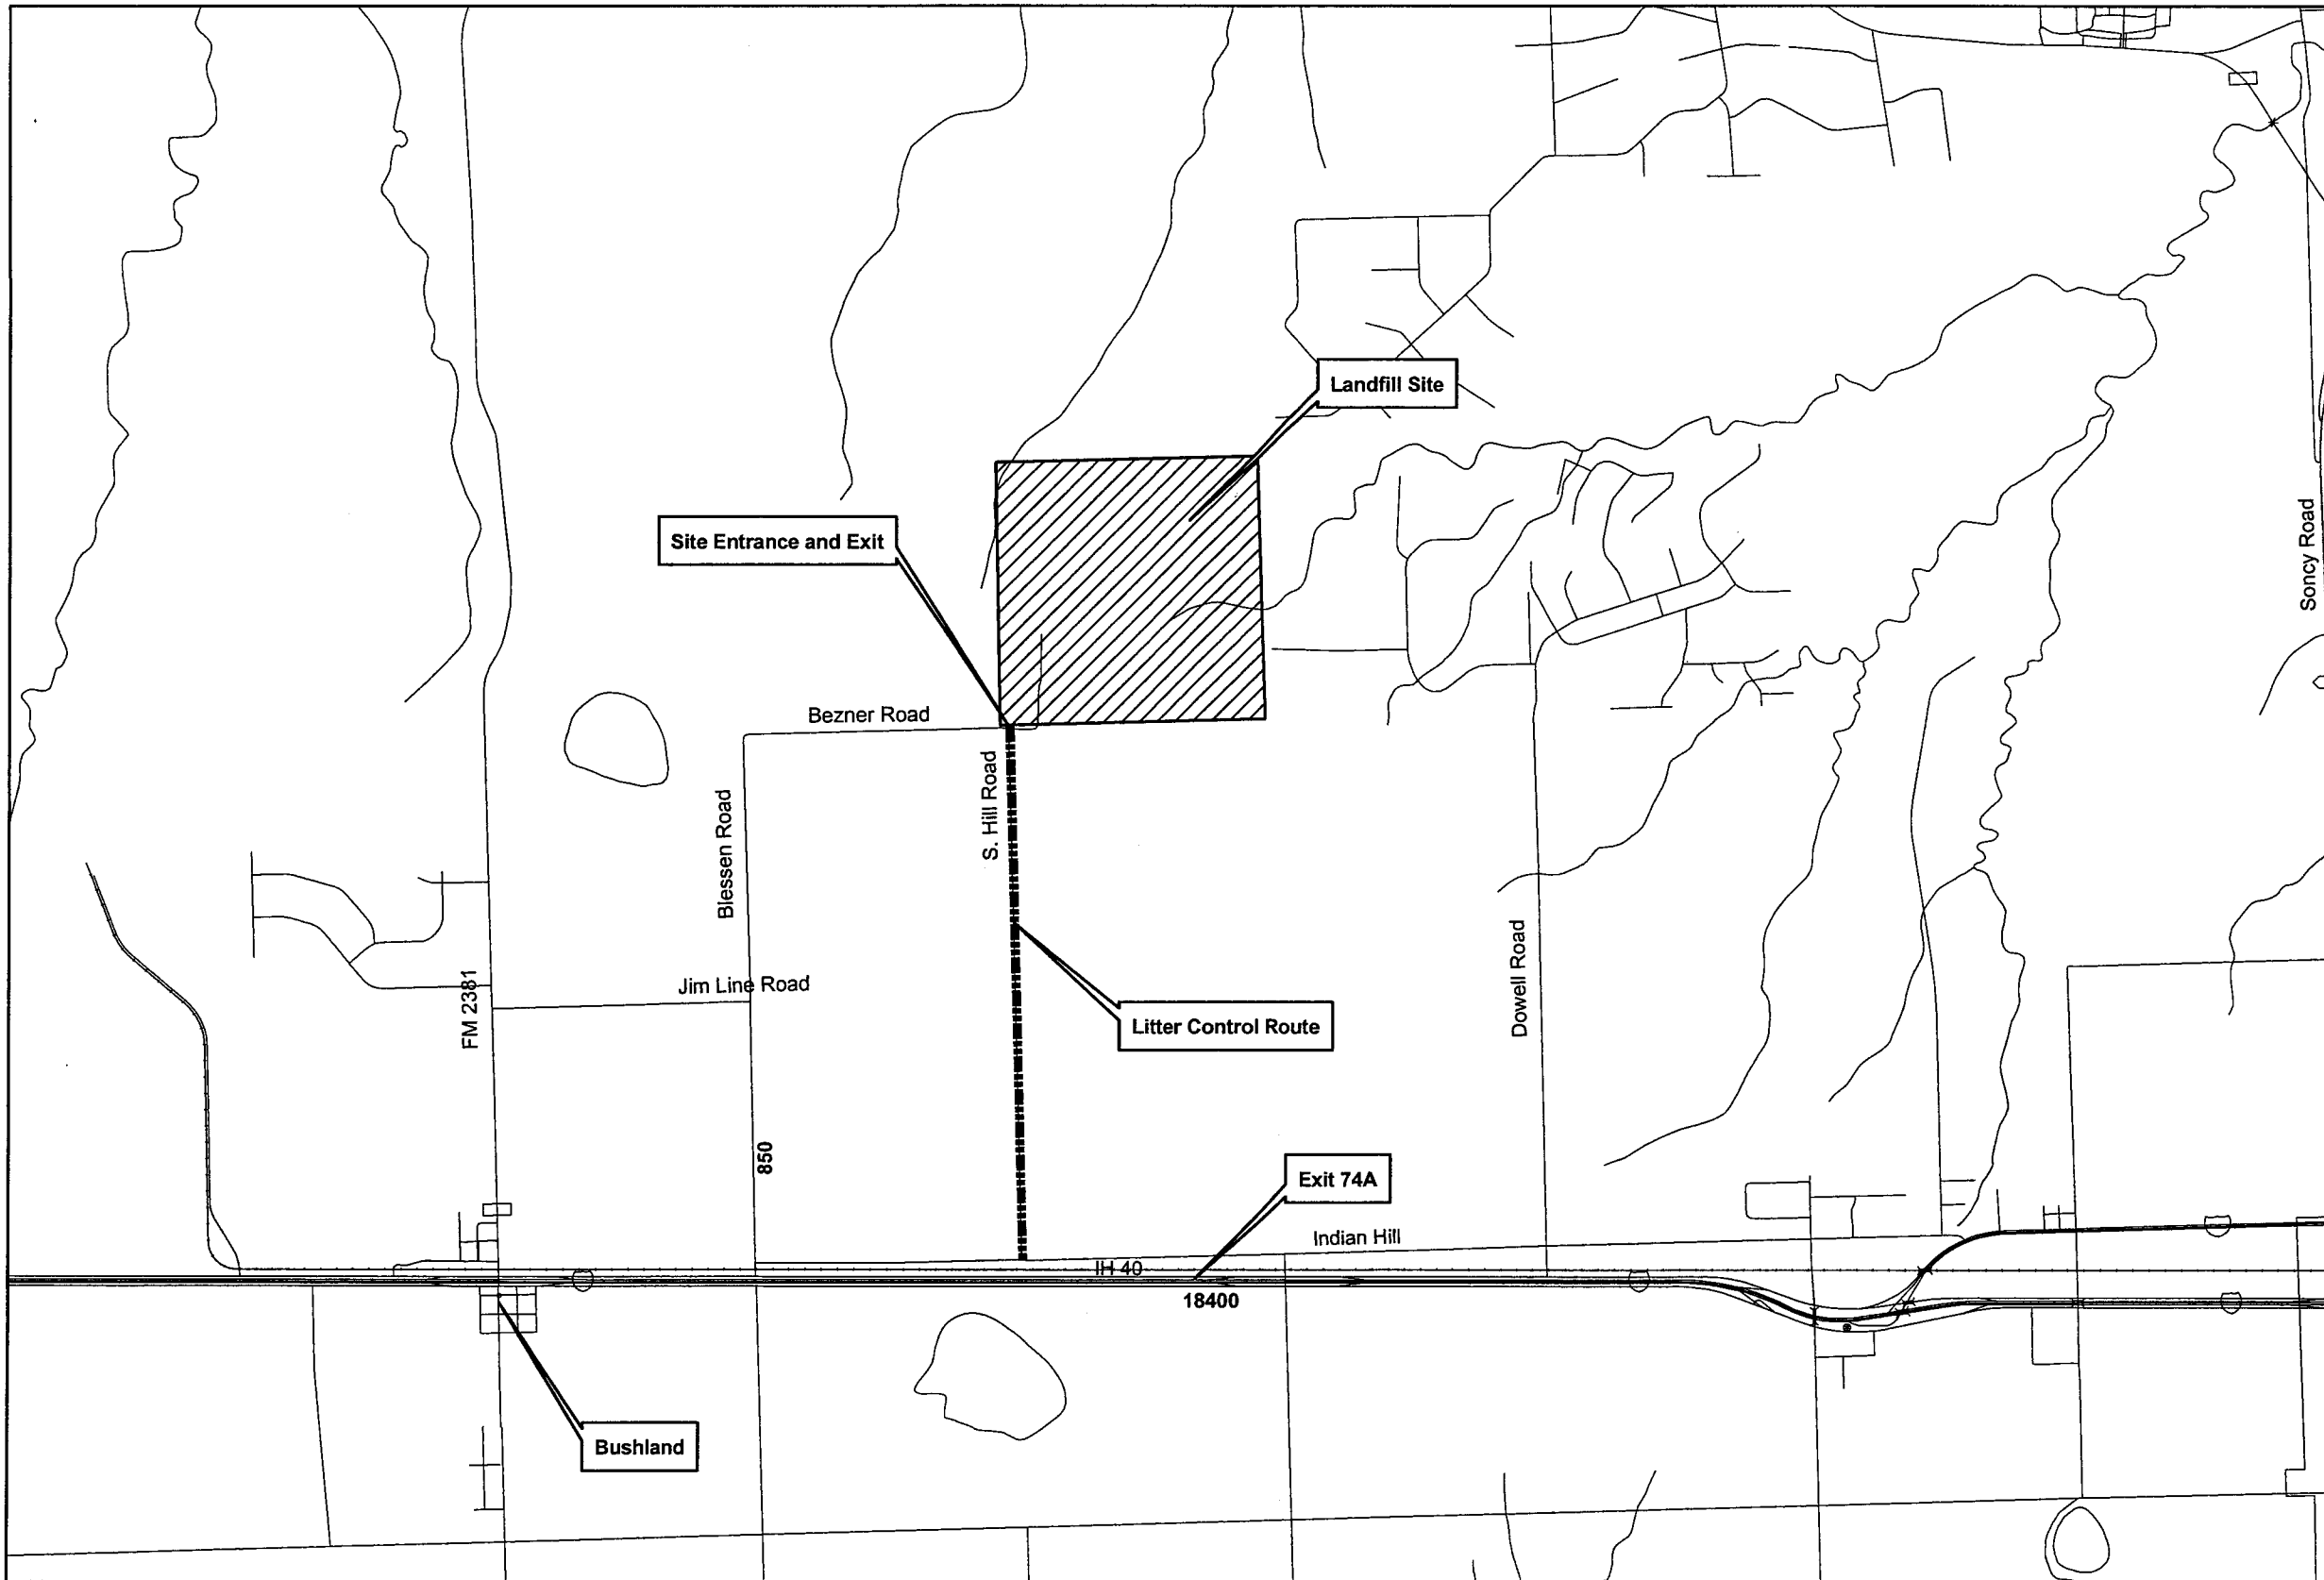 Landfill Site
Site Entrance and Exit
Soncy Road
Bezner Road
S. Hill Road
Blessen Road
Dowell Road
FM 2381
Jim Line Road
Litter Control Route
850
Exit 74A
Indian Hill
IH 40
18400
Bushland